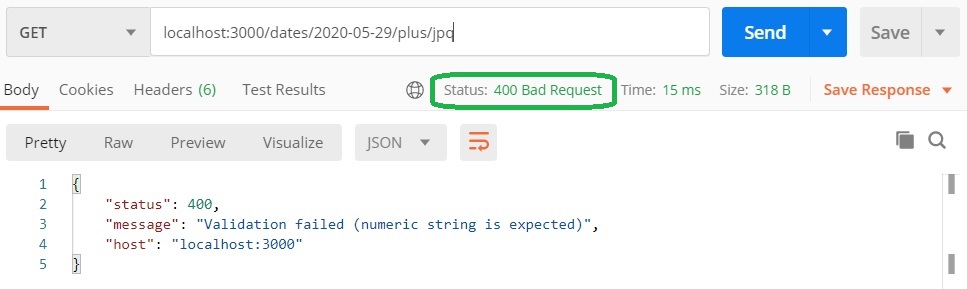 GET localhost:3000/dates/2020-05-29/plus/jpq Send Save
Body Cookies Headers (6) Test Results Status: 400 Bad Request Time: 15 ms Size: 318 B Save Response
Pretty Raw Preview Visualize JSON
1 {
2 "status": 400,
3 "message": "Validation failed (numeric string is expected)",
4 "host": "localhost:3000"
5 }